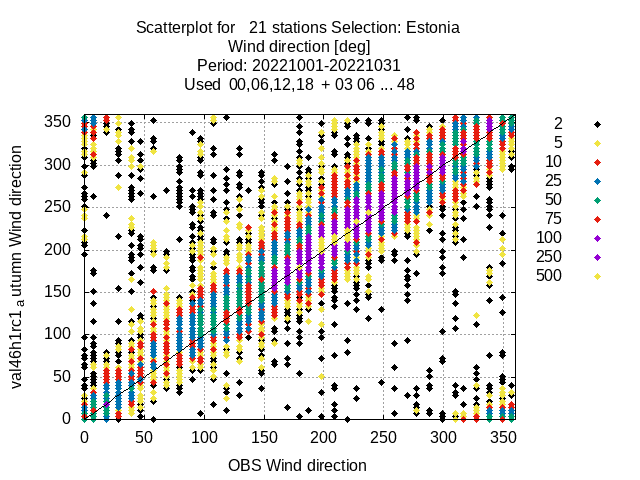 Scatterplot for 21 stations Selection: Estonia
Wind direction [deg]
Period: 20221001-20221031
Used 00,06,12,18 + 03 06 ... 48
val46h1rc1 a utumn Wind direction
350
300
250
200
150
100
50
0
0 50 100 150 200 250 300 350
OBS Wind direction
2
5
10
25
50
75
100
250
500